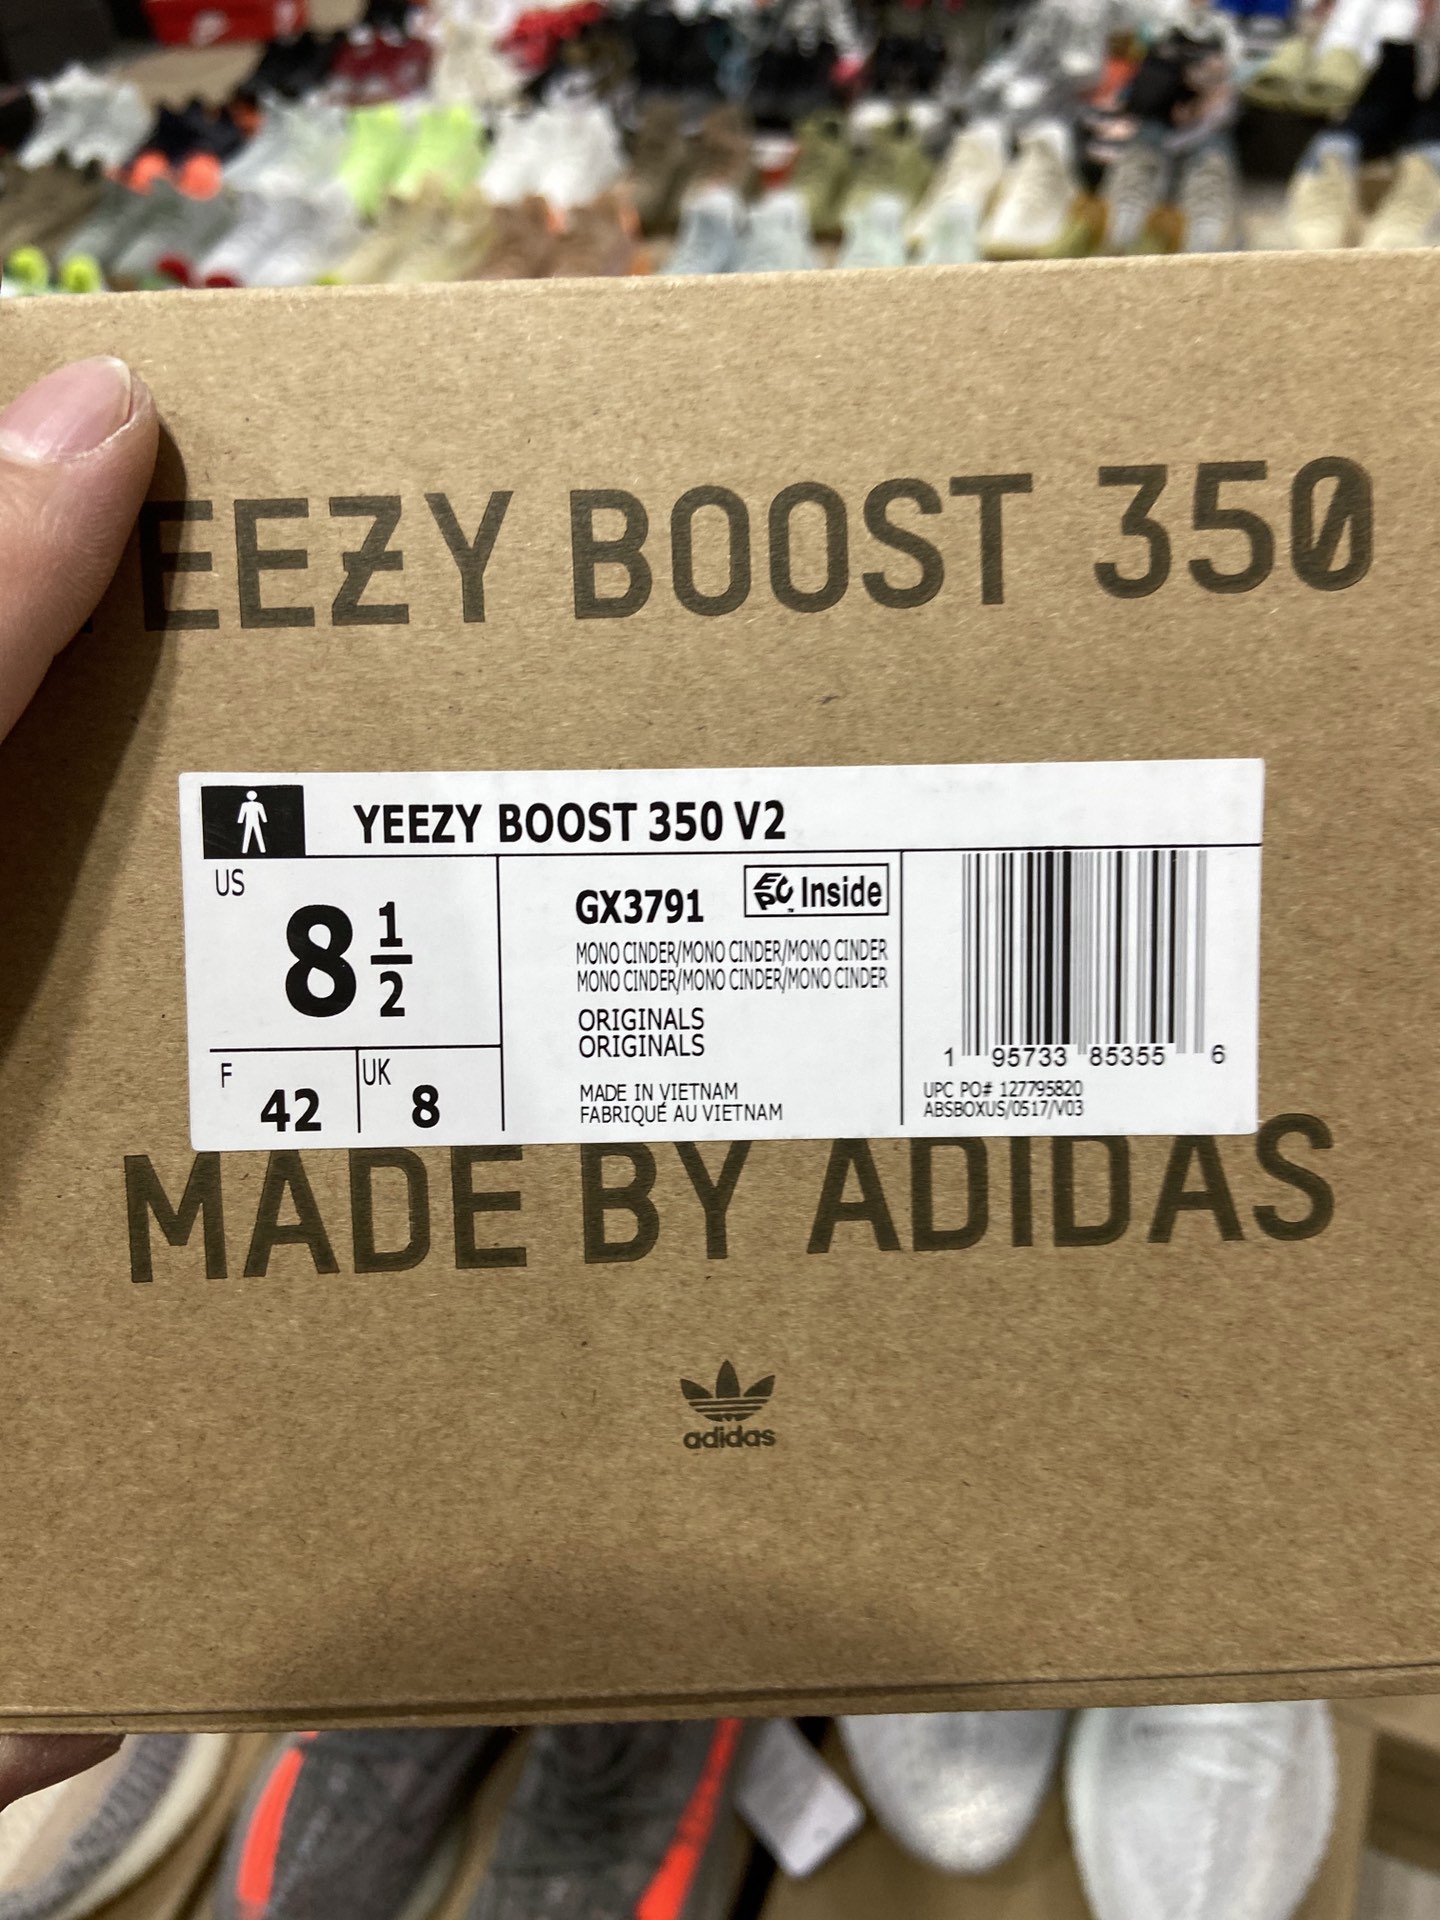 YEEZY BOOST 350
YEEZY BOOST 350 V2
US
8 1/2
F
42
UK
8
GX3791
EPC Inside
MONO CINDER/MONO CINDER/MONO CINDER
MONO CINDER/MONO CINDER/MONO CINDER
ORIGINALS
ORIGINALS
MADE IN VIETNAM
FABRIQUÉ AU VIETNAM
1 95733 85355 6
UPC PO# 127795820
ABSBOXUS/0517/V03
MADE BY ADIDAS
adidas